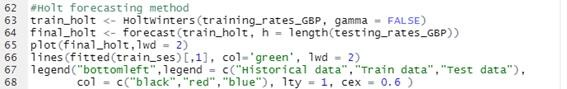 62 #Holt forecasting method
63 train_holt <- HoltWinters(training_rates_GBP, gamma = FALSE)
64 final_holt <- forecast(train_holt, h = length(testing_rates_GBP))
65 plot(final_holt,lwd = 2)
66 lines(fitted(train_ses)[,1], col='green', lwd = 2)
67 legend("bottomleft",legend = c("Historical data","Train data","Test data"),
68 col = c("black","red","blue"), lty = 1, cex = 0.6 )